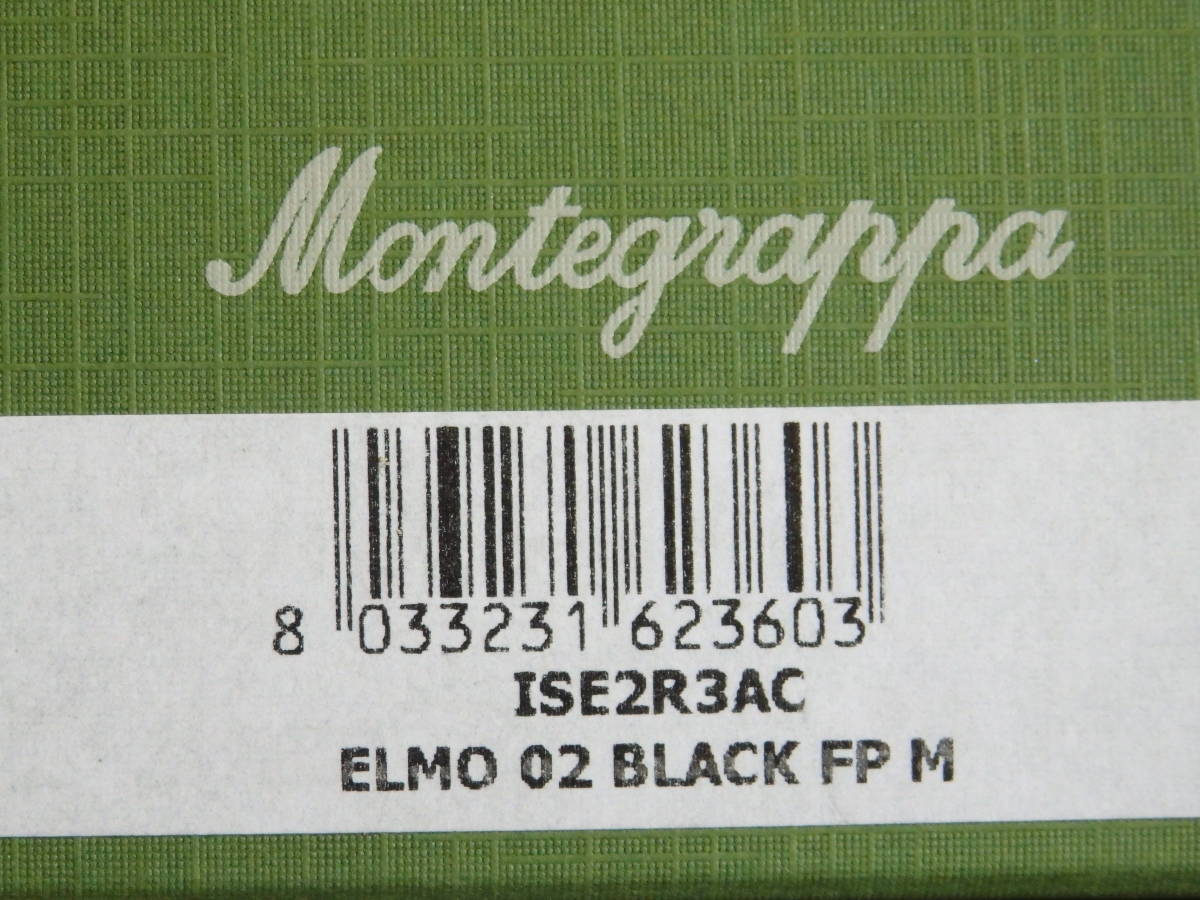 Montegrappa
8 033231 623603
ISE2R3AC
ELMO 02 BLACK FP M